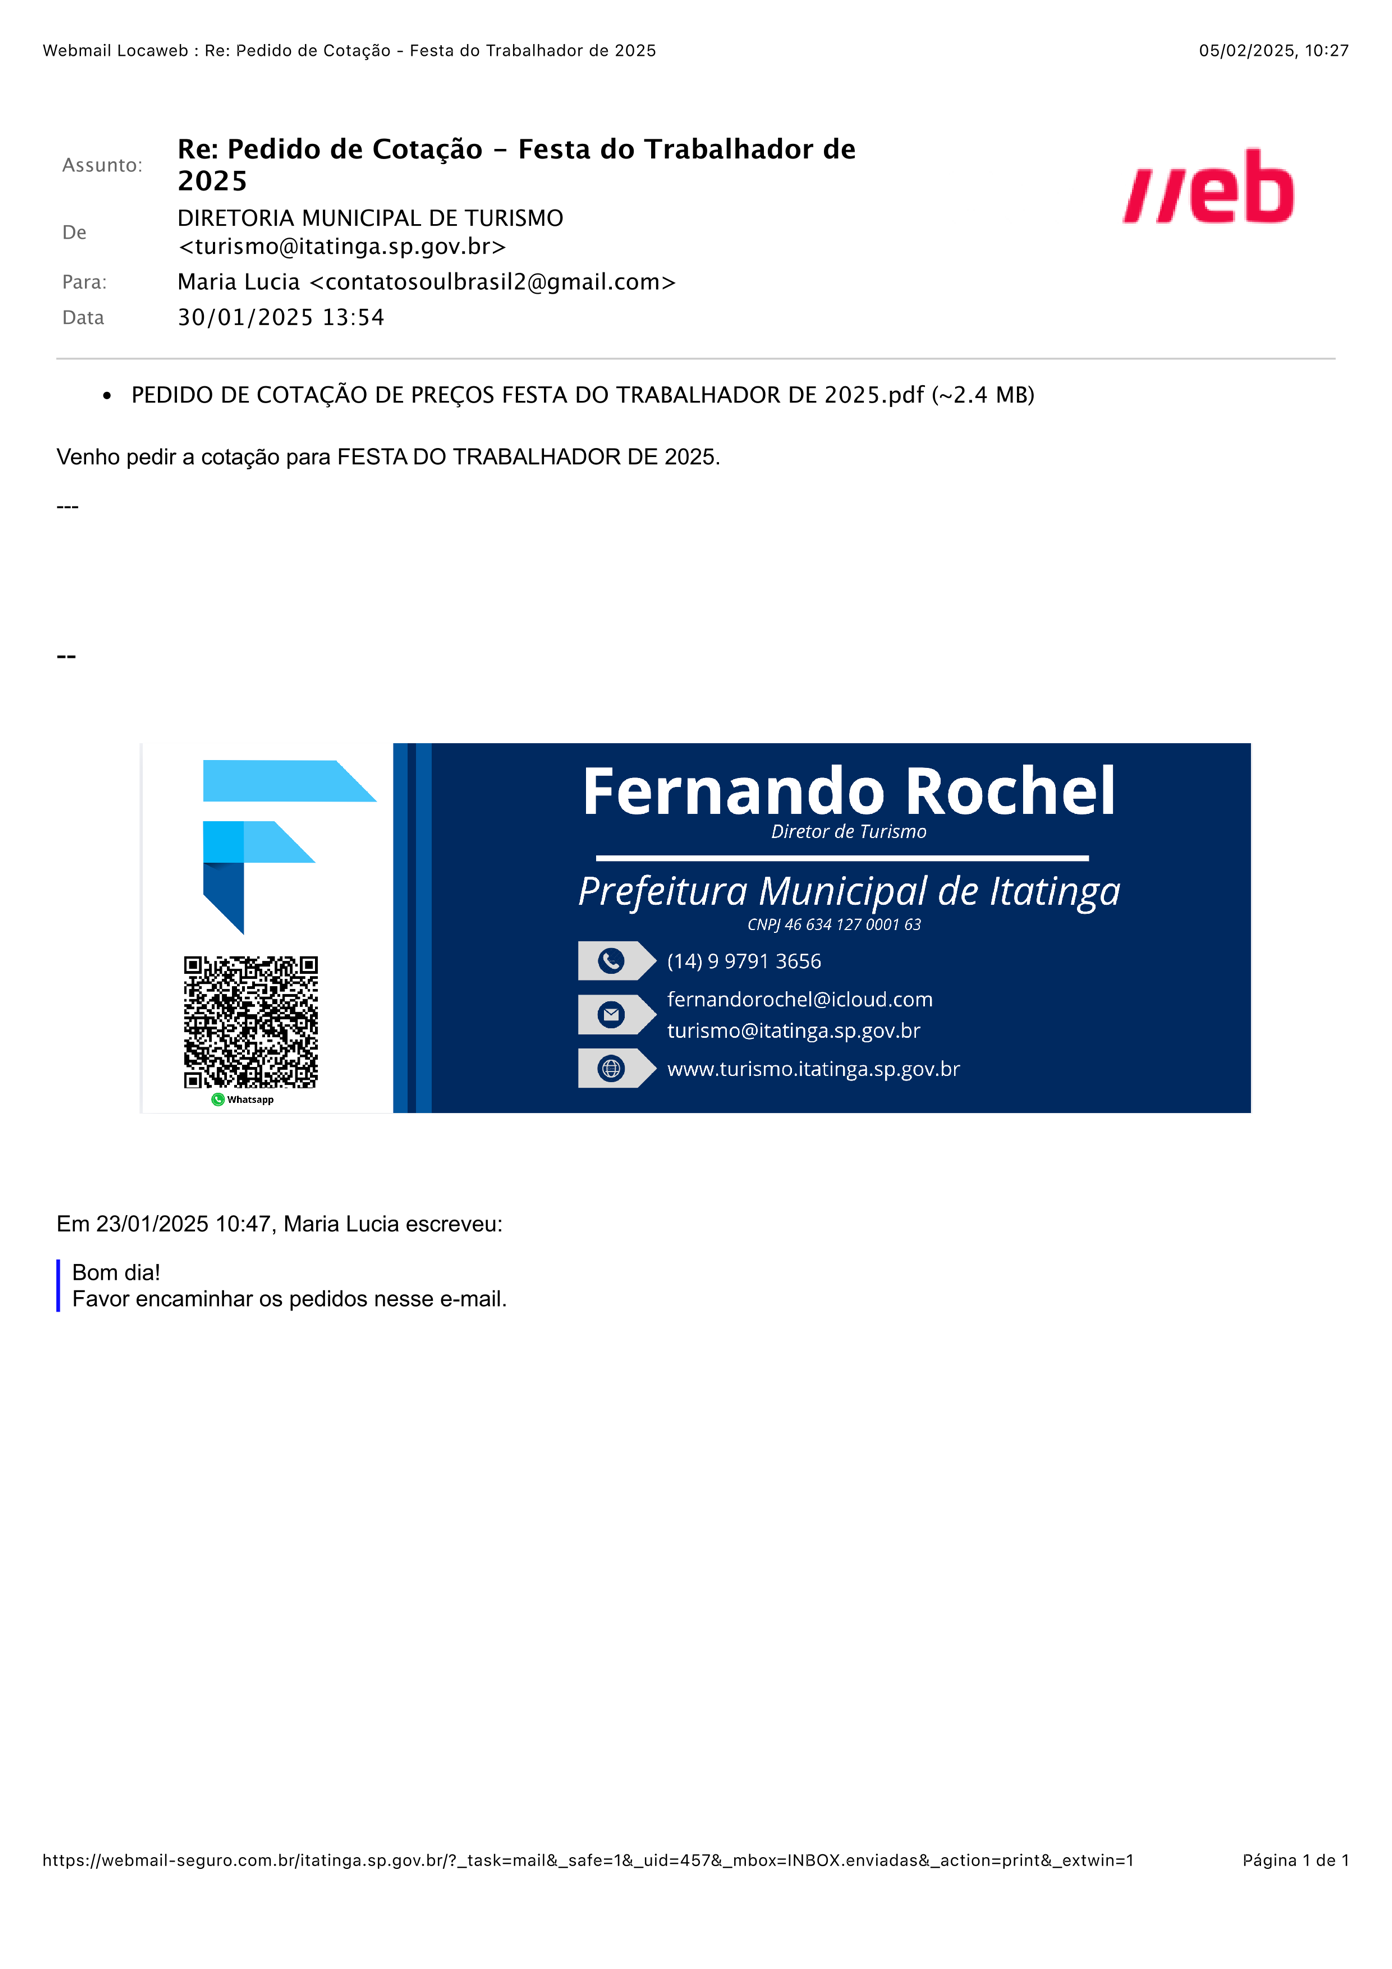 Webmail Locaweb : Re: Pedido de Cotação - Festa do Trabalhador de 2025
05/02/2025, 10:27
Assunto:
Re: Pedido de Cotação - Festa do Trabalhador de
2025
De
DIRETORIA MUNICIPAL DE TURISMO
<turismo@itatinga.sp.gov.br>
Para:
Maria Lucia <contatosoulbrasil2@gmail.com>
Data
30/01/2025 13:54
//eb
• PEDIDO DE COTAÇÃO DE PREÇOS FESTA DO TRABALHADOR DE 2025.pdf (~2.4 MB)
Venho pedir a cotação para FESTA DO TRABALHADOR DE 2025.
---
--
Fernando Rochel
Diretor de Turismo
Prefeitura Municipal de Itatinga
CNPJ 46 634 127 0001 63
(14) 9 9791 3656
fernandorochel@icloud.com
turismo@itatinga.sp.gov.br
www.turismo.itatinga.sp.gov.br
Whatsapp
Em 23/01/2025 10:47, Maria Lucia escreveu:
Bom dia!
Favor encaminhar os pedidos nesse e-mail.
https://webmail-seguro.com.br/itatinga.sp.gov.br/?_task=mail&_safe=1&_uid=457&_mbox=INBOX.enviadas&_action=print&_extwin=1
Página 1 de 1